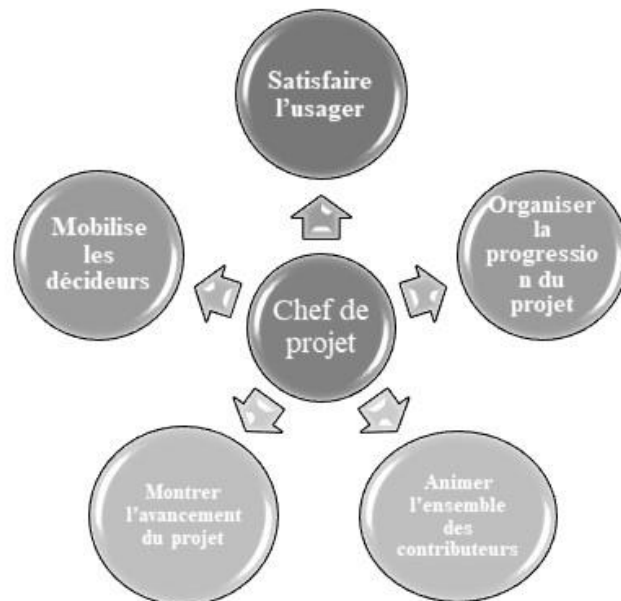 Satisfaire
l'usager
Mobilise
les
décideurs
Organiser
la
progressio
n du
projet
Chef de
projet
Montrer
l'avancement
du projet
Animer
l'ensemble
des
contributeurs